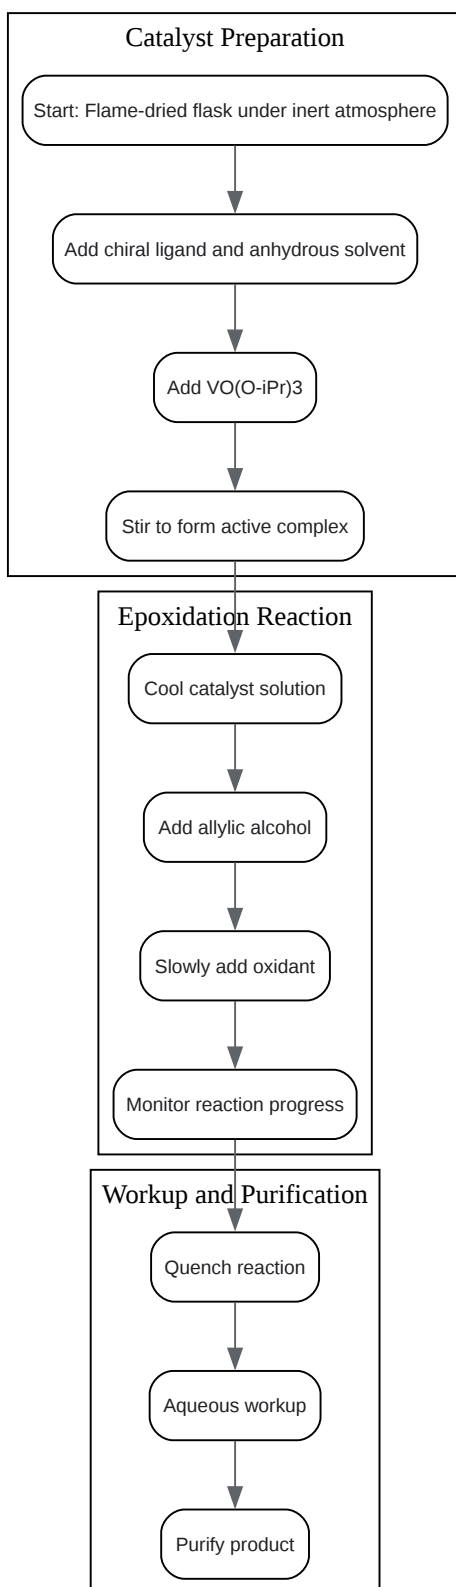 Catalyst Preparation
Start: Flame-dried flask under inert atmosphere
Add chiral ligand and anhydrous solvent
Add VO(O-iPr)3
Stir to form active complex
Epoxidation Reaction
Cool catalyst solution
Add allylic alcohol
Slowly add oxidant
Monitor reaction progress
Workup and Purification
Quench reaction
Aqueous workup
Purify product